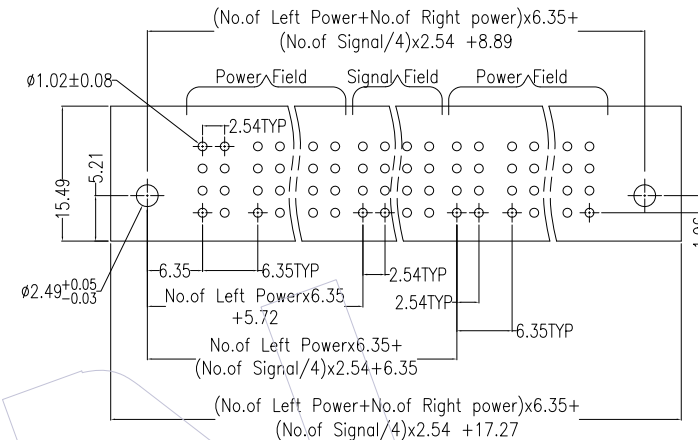 (No.of Left Power+No.of Right power)x6.35+
(No.of Signal/4)x2.54 +8.89
Ø1.02±0.08
Power Field
Signal Field
Power Field
2.54TYP
15.49
5.21
6.35
6.35TYP
2.54TYP
Ø2.49+0.05
-0.03
No.of Left Powerx6.35
+5.72
2.54TYP
6.35TYP
No.of Left Powerx6.35+
(No.of Signal/4)x2.54+6.35
(No.of Left Power+No.of Right power)x6.35+
(No.of Signal/4)x2.54 +17.27